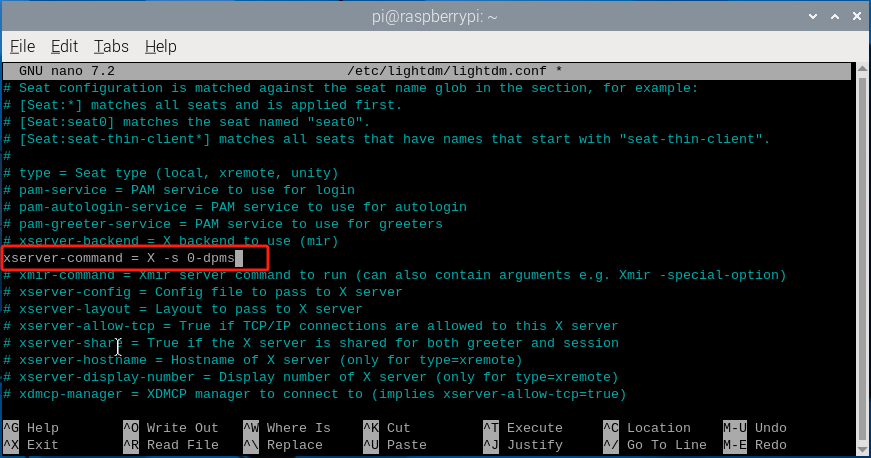 pi@raspberrypi: ~
File Edit Tabs Help
GNU nano 7.2 /etc/lightdm/lightdm.conf *
# Seat configuration is matched against the seat name glob in the section, for example:
# [Seat:*] matches all seats and is applied first.
# [Seat:seat0] matches the seat named "seat0".
# [Seat:seat-thin-client*] matches all seats that have names that start with "seat-thin-client".
#
# type = Seat type (local, xremote, unity)
# pam-service = PAM service to use for login
# pam-autologin-service = PAM service to use for autologin
# pam-greeter-service = PAM service to use for greeters
# xserver-backend = X backend to use (mir)
xserver-command = X -s 0-dpms
# xmir-command = Xmir server command to run (can also contain arguments e.g. Xmir -special-option)
# xserver-config = Config file to pass to X server
# xserver-layout = Layout to pass to X server
# xserver-allow-tcp = True if TCP/IP connections are allowed to this X server
# xserver-share = True if the X server is shared for both greeter and session
# xserver-hostname = Hostname of X server (only for type=xremote)
# xserver-display-number = Display number of X server (only for type=xremote)
# xdmcp-manager = XDMCP manager to connect to (implies xserver-allow-tcp=true)
^G Help ^O Write Out ^W Where Is ^K Cut ^T Execute ^C Location M-U Undo
^X Exit ^R Read File ^\ Replace ^U Paste ^J Justify ^/ Go To Line M-E Redo